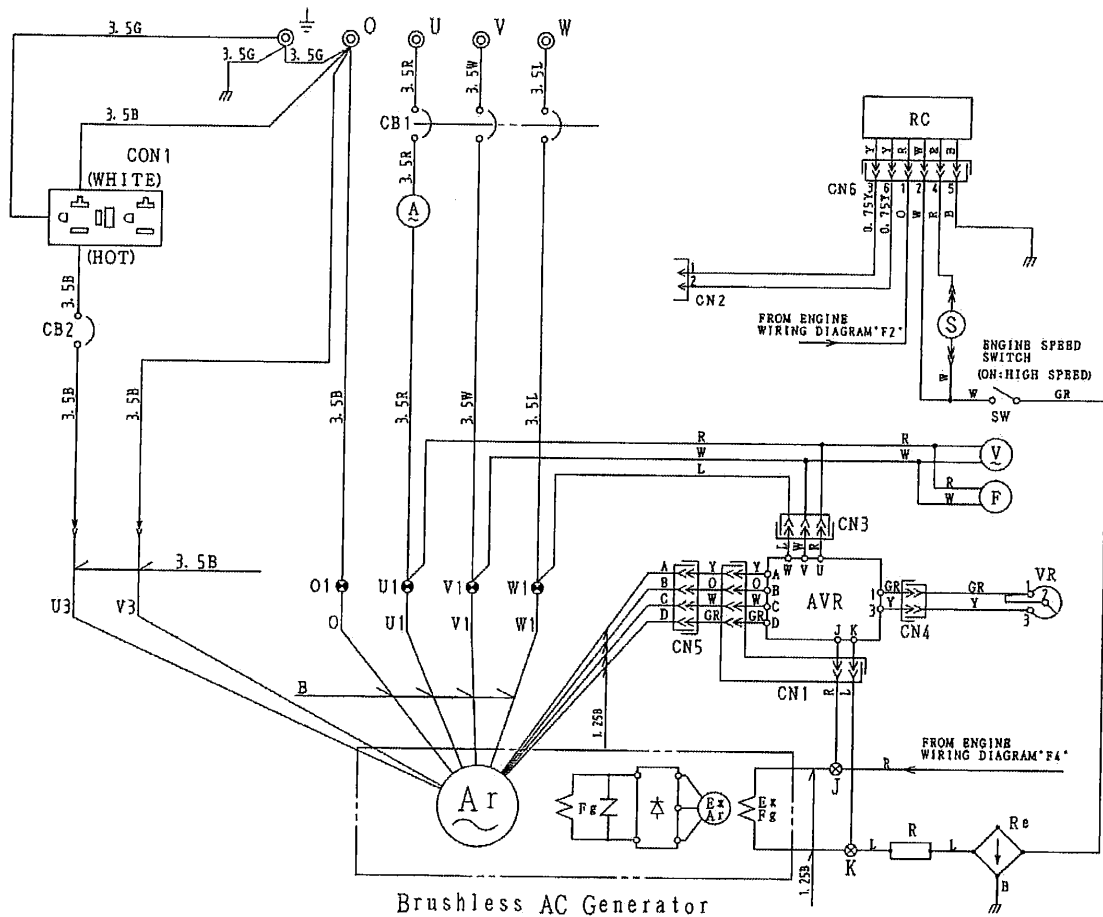 O U V W
3.5G
3.5G 3.5G
3.5B
3.5R 3.5W 3.5L
CB1
3.5R
A
CON1
(WHITE)
(HOT)
3.5B
CB2
3.5B 3.5B 3.5B 3.5R 3.5W 3.5L
RC
Y Y R W R B
CN6 3 6 1 2 4 5
0.75Y 0.75Y O W R B
1
2
CN2
FROM ENGINE
WIRING DIAGRAM"F2"
S
W
ENGINE SPEED
SWITCH
(ON:HIGH SPEED)
W GR
SW
R R
W W
L
V
R
W
F
CN3
L W R
W V U
3.5B
U3 V3
O1 U1 V1 W1
O U1 V1 W1
A Y Y A
B O O B
C W W C
D GR GR D
CN5
AVR
1 GR GR 1
3 Y Y 3
2
VR
CN4
J K
CN1
R L
B
1.25B
FROM ENGINE
WIRING DIAGRAM"F4"
R
J
Ar
Fg
Ex
Ar
Ex
Fg
K
L R L
Re
B
1.25B
Brushless AC Generator